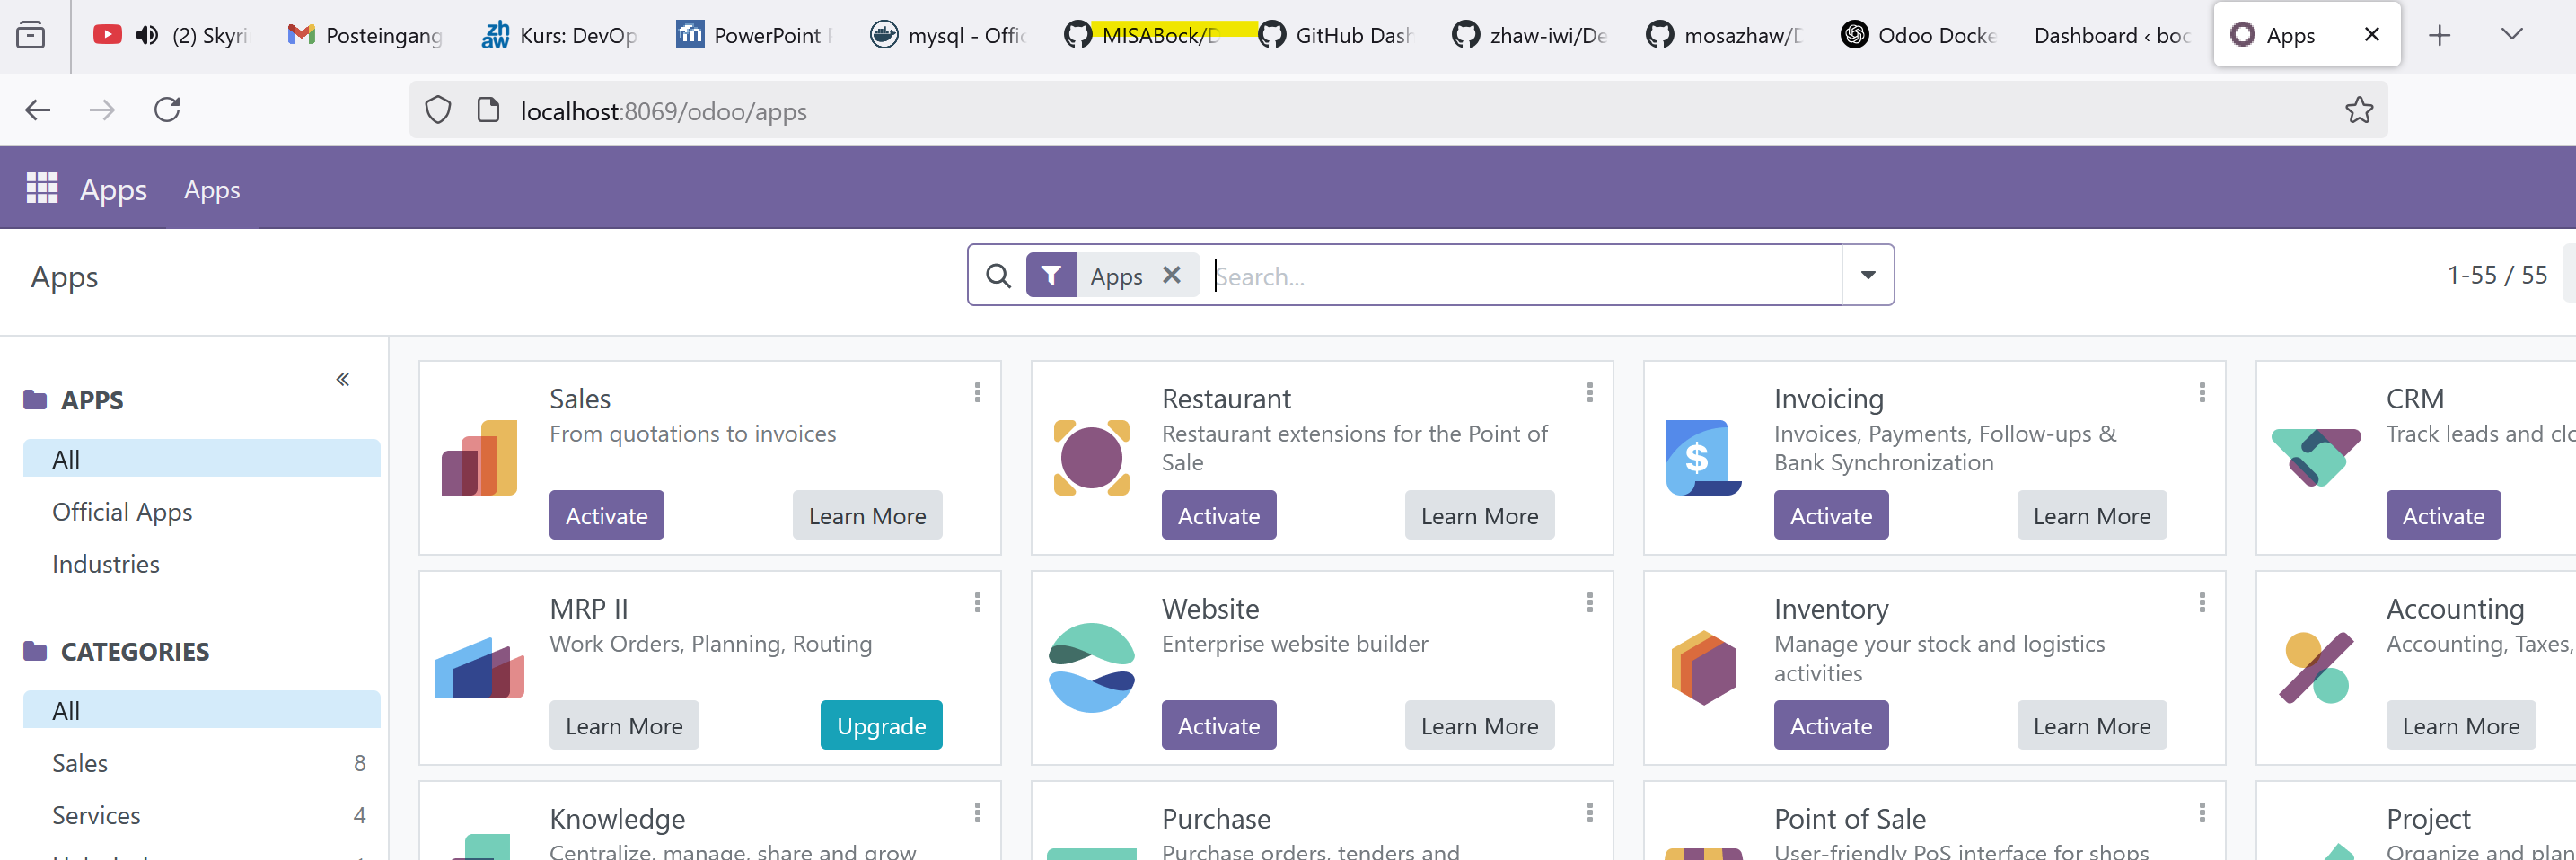 (2) Skyri
Posteingang
Kurs: DevOp
PowerPoint
mysql - Offi
MISABock/D
GitHub Dash
zhaw-iwi/De
mosazhaw/D
Odoo Docke
Dashboard ‹ boc
Apps
localhost:8069/odoo/apps
Apps Apps
Apps
Apps
Search...
1-55 / 55
APPS
All
Official Apps
Industries
CATEGORIES
All
Sales 8
Services 4
Sales
From quotations to invoices
Activate Learn More
Restaurant
Restaurant extensions for the Point of
Sale
Activate Learn More
Invoicing
Invoices, Payments, Follow-ups &
Bank Synchronization
Activate Learn More
CRM
Track leads and clo
Activate
MRP II
Work Orders, Planning, Routing
Learn More Upgrade
Website
Enterprise website builder
Activate Learn More
Inventory
Manage your stock and logistics
activities
Activate Learn More
Accounting
Accounting, Taxes,
Learn More
Knowledge
Centralize, manage, share and grow
Purchase
Purchase orders, tenders and
Point of Sale
User-friendly PoS interface for shops
Project
Organize and plan